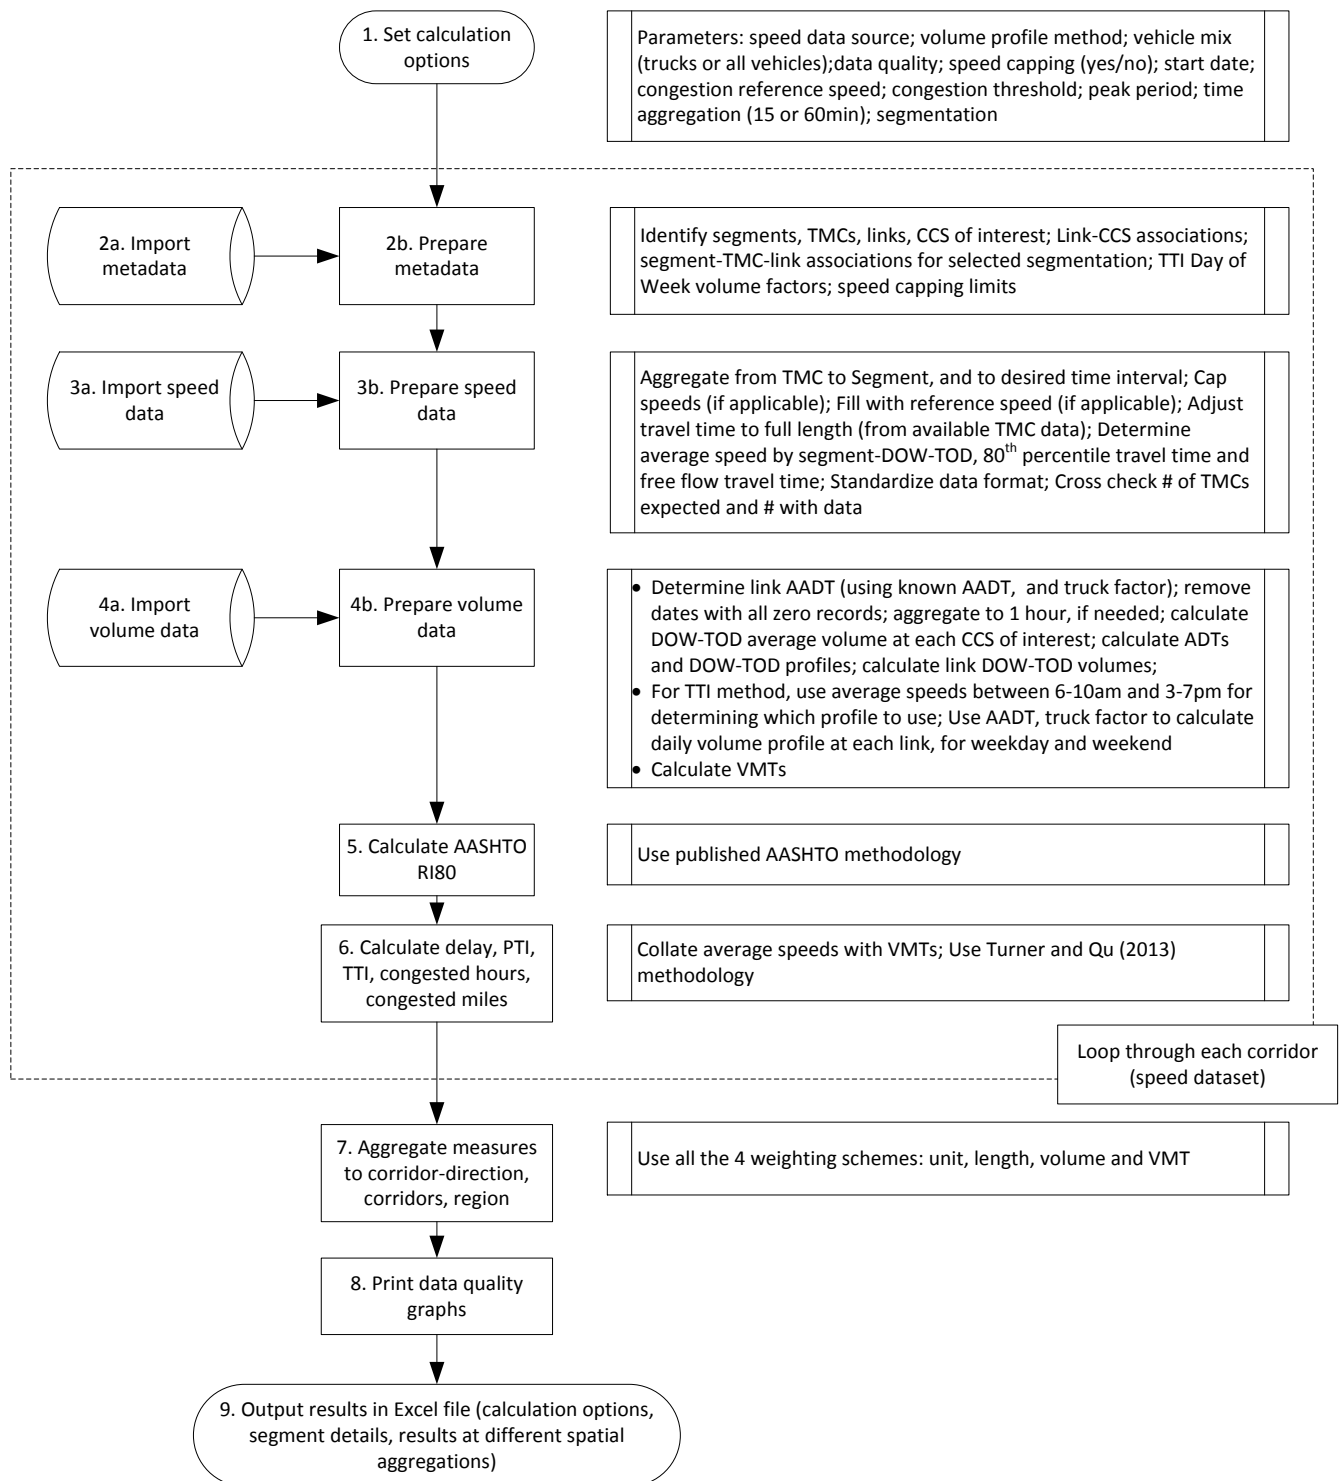 1. Set calculation
options
Parameters: speed data source; volume profile method; vehicle mix
(trucks or all vehicles);data quality; speed capping (yes/no); start date;
congestion reference speed; congestion threshold; peak period; time
aggregation (15 or 60min); segmentation
2a. Import
metadata
2b. Prepare
metadata
Identify segments, TMCs, links, CCS of interest; Link-CCS associations;
segment-TMC-link associations for selected segmentation; TTI Day of
Week volume factors; speed capping limits
3a. Import speed
data
3b. Prepare speed
data
Aggregate from TMC to Segment, and to desired time interval; Cap
speeds (if applicable); Fill with reference speed (if applicable); Adjust
travel time to full length (from available TMC data); Determine
average speed by segment-DOW-TOD, 80th percentile travel time and
free flow travel time; Standardize data format; Cross check # of TMCs
expected and # with data
4a. Import
volume data
4b. Prepare volume
data
• Determine link AADT (using known AADT, and truck factor); remove
dates with all zero records; aggregate to 1 hour, if needed; calculate
DOW-TOD average volume at each CCS of interest; calculate ADTs
and DOW-TOD profiles; calculate link DOW-TOD volumes;
• For TTI method, use average speeds between 6-10am and 3-7pm for
determining which profile to use; Use AADT, truck factor to calculate
daily volume profile at each link, for weekday and weekend
• Calculate VMTs
5. Calculate AASHTO
RI80
Use published AASHTO methodology
6. Calculate delay, PTI,
TTI, congested hours,
congested miles
Collate average speeds with VMTs; Use Turner and Qu (2013)
methodology
Loop through each corridor
(speed dataset)
7. Aggregate measures
to corridor-direction,
corridors, region
Use all the 4 weighting schemes: unit, length, volume and VMT
8. Print data quality
graphs
9. Output results in Excel file (calculation options,
segment details, results at different spatial
aggregations)